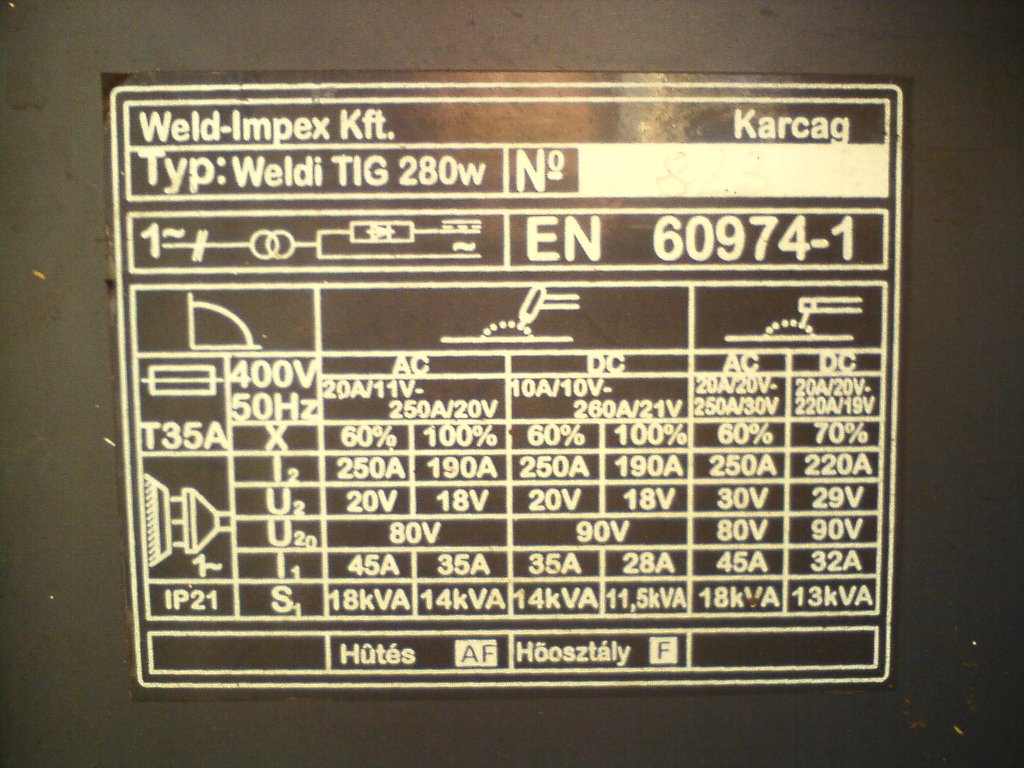 Weld-Impex Kft. Karcag
Typ: Weldi TIG 280w Nº
1~ ~ EN 60974-1
AC DC AC DC
400V 20A/11V- 10A/10V- 20A/20V- 20A/20V-
50Hz 250A/20V 260A/21V 250A/30V 220A/19V
T35A X 60% 100% 60% 100% 60% 70%
I2 250A 190A 250A 190A 250A 220A
U2 20V 18V 20V 18V 30V 29V
U2n 80V 90V 80V 90V
1~ I1 45A 35A 35A 28A 45A 32A
IP21 S1 18kVA 14kVA 14kVA 11,5kVA 18kVA 13kVA
Hûtés AF Hõosztály F